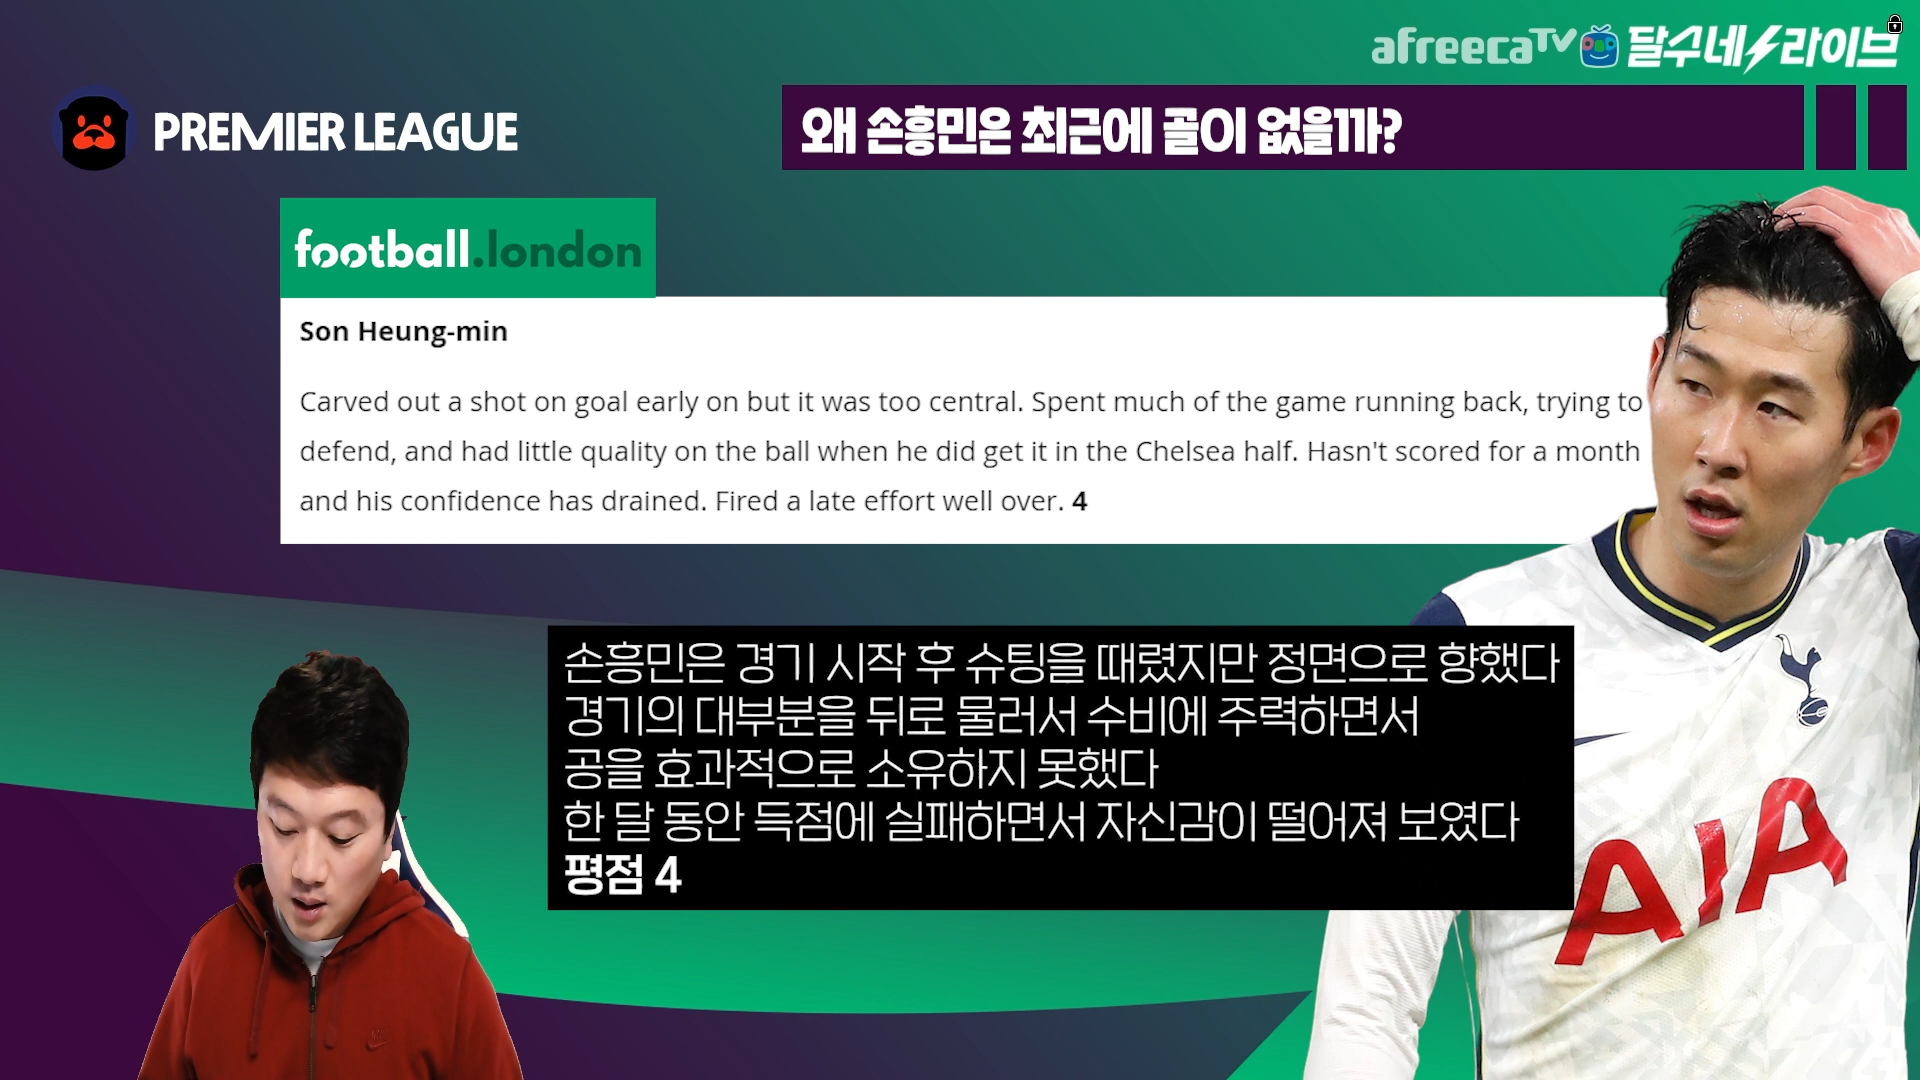 afreecaTV 달수네라이브
PREMIER LEAGUE
왜 손흥민은 최근에 골이 없을까?
football.london
Son Heung-min
Carved out a shot on goal early on but it was too central. Spent much of the game running back, trying to
defend, and had little quality on the ball when he did get it in the Chelsea half. Hasn't scored for a month
and his confidence has drained. Fired a late effort well over. 4
손흥민은 경기 시작 후 슈팅을 때렸지만 정면으로 향했다
경기의 대부분을 뒤로 물러서 수비에 주력하면서
공을 효과적으로 소유하지 못했다
한 달 동안 득점에 실패하면서 자신감이 떨어져 보였다
평점 4
AIA